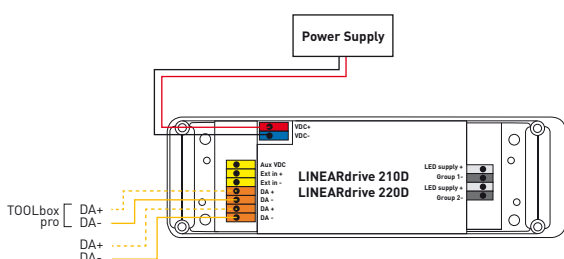 Power Supply
VDC+
VDC-
Aux VDC
Ext in +
Ext in -
DA +
DA -
DA +
DA -
LINEARdrive 210D
LINEARdrive 220D
LED supply +
Group 1-
LED supply +
Group 2-
TOOLbox
pro
DA+
DA-
DA+
DA-